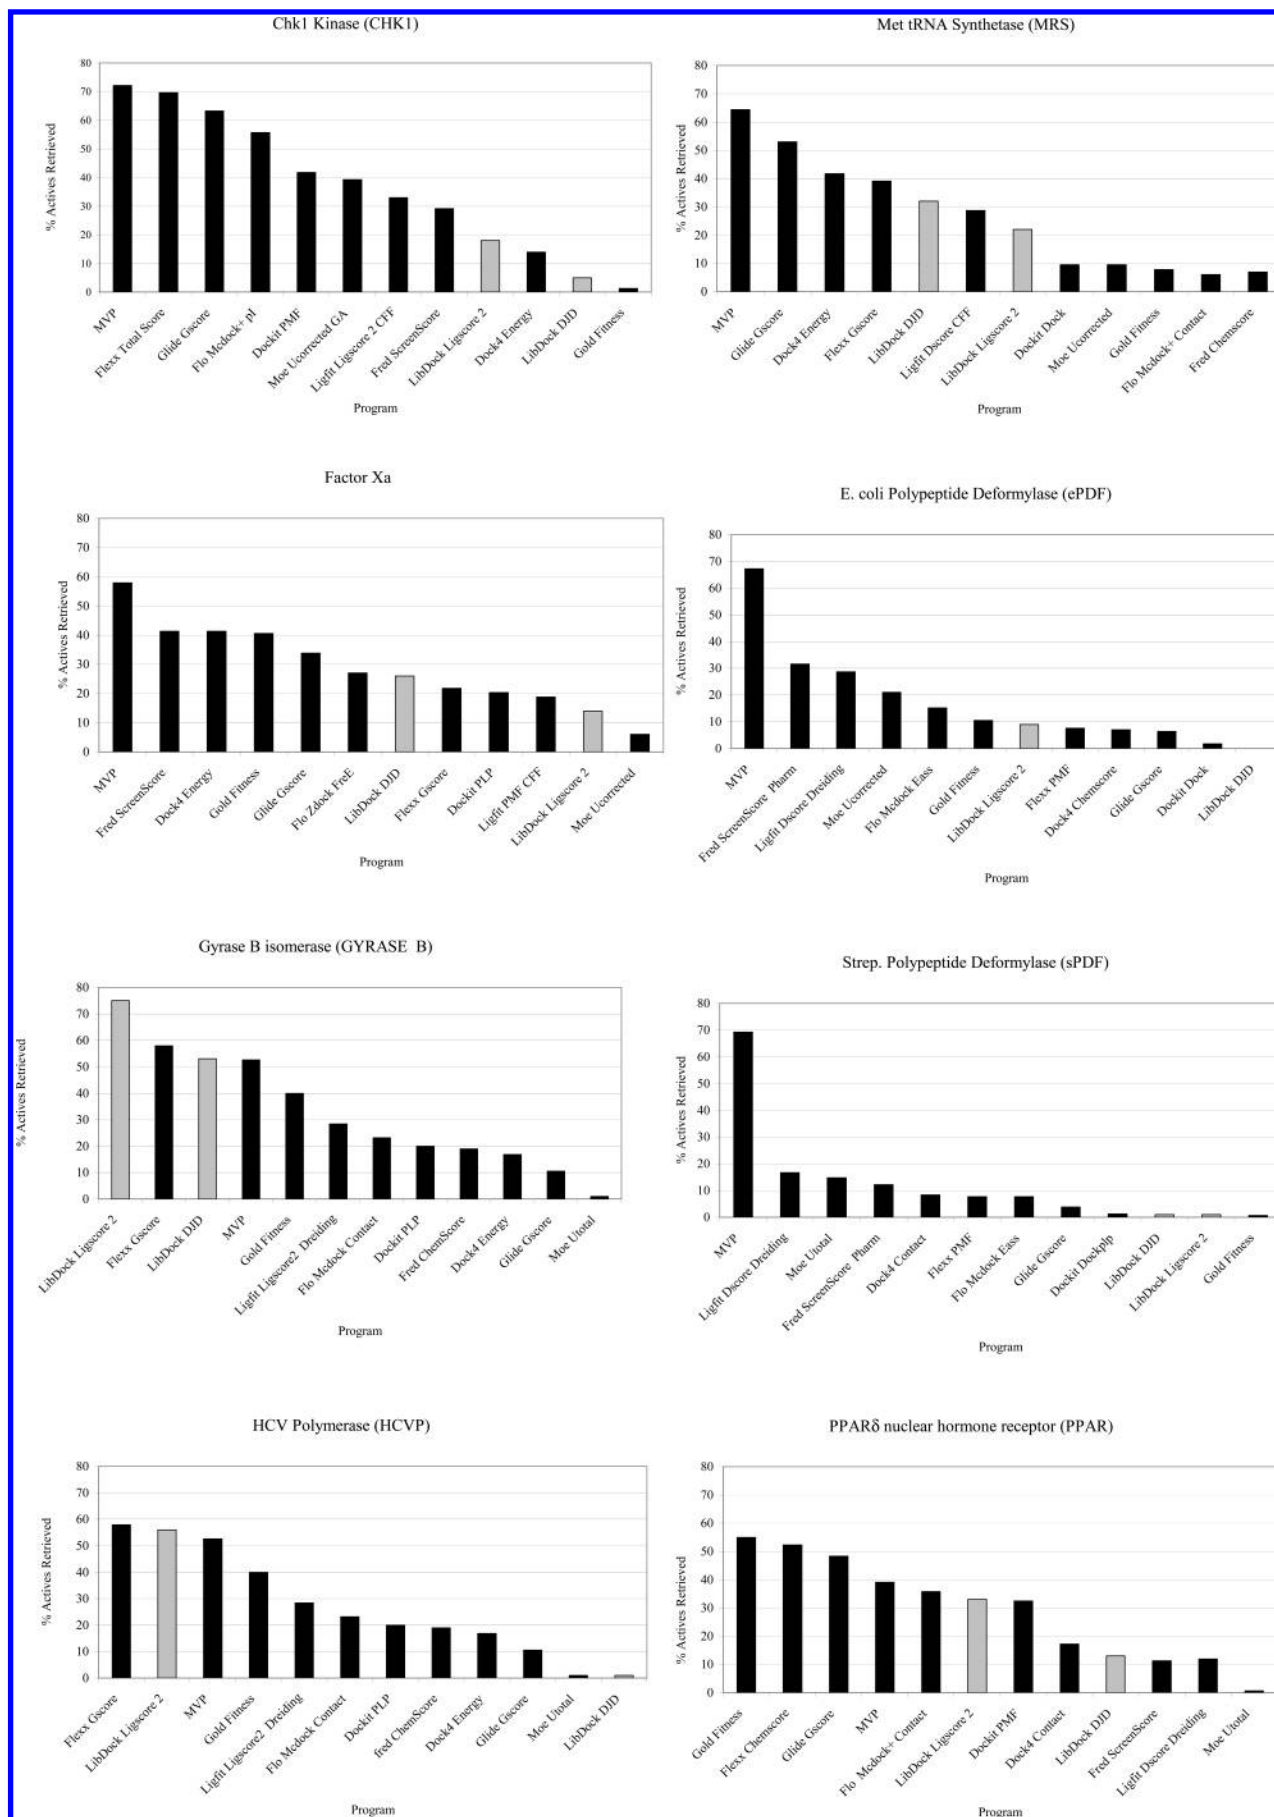 Chk1 Kinase (CHK1)
% Actives Retrieved
80
70
60
50
40
30
20
10
0
MVP
Flexx Total Score
Glide Gscore
Flo Mcdock+ pl
Dockit PMF
Moe Ucorrected GA
Ligfit Ligscore 2 CFF
Fred ScreenScore
LibDock Ligscore 2
Dock4 Energy
LibDock DJD
Gold Fitness
Program
Met tRNA Synthetase (MRS)
% Actives Retrieved
80
70
60
50
40
30
20
10
0
MVP
Glide Gscore
Dock4 Energy
Flexx Gscore
LibDock DJD
Ligfit Dscore CFF
LibDock Ligscore 2
Dockit Dock
Moe Ucorrected
Gold Fitness
Flo Mcdock+ Contact
Fred Chemscore
Program
Factor Xa
% Actives Retrieved
80
70
60
50
40
30
20
10
0
MVP
Fred ScreenScore
Dock4 Energy
Gold Fitness
Glide Gscore
Flo Zdock FreE
LibDock DJD
Flexx Gscore
Dockit PLP
Ligfit PMF CFF
LibDock Ligscore 2
Moe Ucorrected
Program
E. coli Polypeptide Deformylase (ePDF)
% Actives Retrieved
80
70
60
50
40
30
20
10
0
MVP
Fred ScreenScore Pharm
Ligfit Dscore Dreiding
Moe Ucorrected
Flo Mcdock Eass
Gold Fitness
LibDock Ligscore 2
Flexx PMF
Dock4 Chemscore
Glide Gscore
Dockit Dock
LibDock DJD
Program
Gyrase B isomerase (GYRASE B)
% Actives Retrieved
80
70
60
50
40
30
20
10
0
LibDock Ligscore 2
Flexx Gscore
LibDock DJD
MVP
Gold Fitness
Ligfit Ligscore2 Dreiding
Flo Mcdock Contact
Dockit PLP
Fred ChemScore
Dock4 Energy
Glide Gscore
Moe Utotal
Program
Strep. Polypeptide Deformylase (sPDF)
% Actives Retrieved
80
70
60
50
40
30
20
10
0
MVP
Ligfit Dscore Dreiding
Moe Utotal
Fred ScreenScore Pharm
Dock4 Contact
Flexx PMF
Flo Mcdock Eass
Glide Gscore
Dockit Dockplp
LibDock DJD
LibDock Ligscore 2
Gold Fitness
Program
HCV Polymerase (HCVP)
% Actives Retrieved
80
70
60
50
40
30
20
10
0
Flexx Gscore
LibDock Ligscore 2
MVP
Gold Fitness
Ligfit Ligscore2 Dreiding
Flo Mcdock Contact
Dockit PLP
fred ChemScore
Dock4 Energy
Glide Gscore
Moe Utotal
LibDock DJD
Program
PPARδ nuclear hormone receptor (PPAR)
% Actives Retrieved
80
70
60
50
40
30
20
10
0
Gold Fitness
Flexx Chemscore
Glide Gscore
MVP
Flo Mcdock+ Contact
LibDock Ligscore 2
Dockit PMF
Dock4 Contact
LibDock DJD
Fred ScreenScore
Ligfit Dscore Dreiding
Moe Utotal
Program